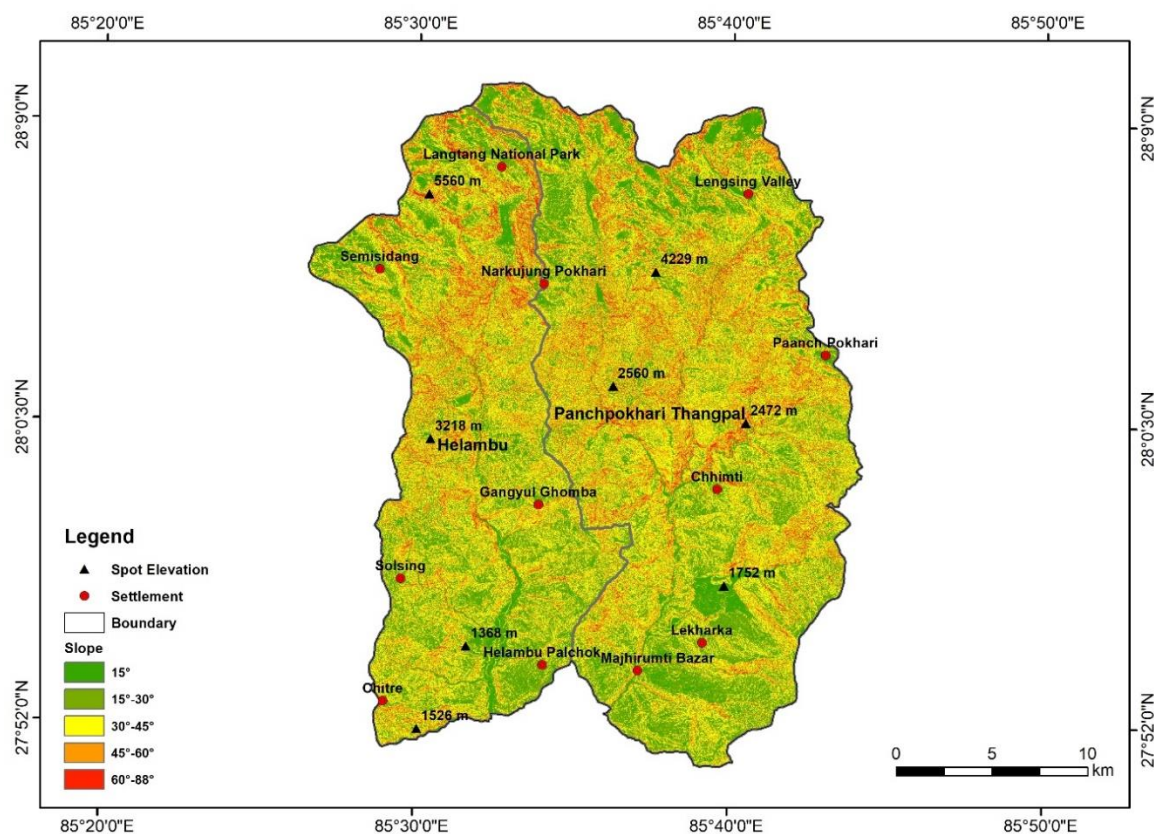 85°20'0"E
85°30'0"E
85°40'0"E
85°50'0"E
28°9'0"N
28°9'0"N
Langtang National Park
5560 m
Lengsing Valley
Semisidang
4229 m
Narkujung Pokhari
Paanch Pokhari
2560 m
28°0'30"N
28°0'30"N
Panchpokhari Thangpal
2472 m
3218 m
Helambu
Chhimti
Gangyul Ghomba
Legend
Spot Elevation
Settlement
Boundary
Slope
15°
15°-30°
30°-45°
45°-60°
60°-88°
Solsing
1752 m
1368 m
Lekharka
Helambu Palchok
Majhirumti Bazar
Chitre
1526 m
27°52'0"N
27°52'0"N
0
5
10
km
85°20'0"E
85°30'0"E
85°40'0"E
85°50'0"E